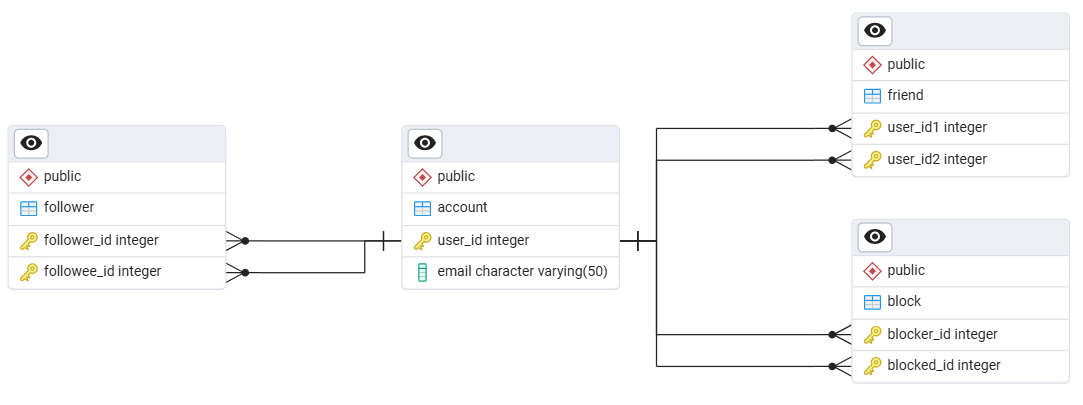 public
follower
follower_id integer
followee_id integer
public
account
user_id integer
email character varying(50)
public
friend
user_id1 integer
user_id2 integer
public
block
blocker_id integer
blocked_id integer